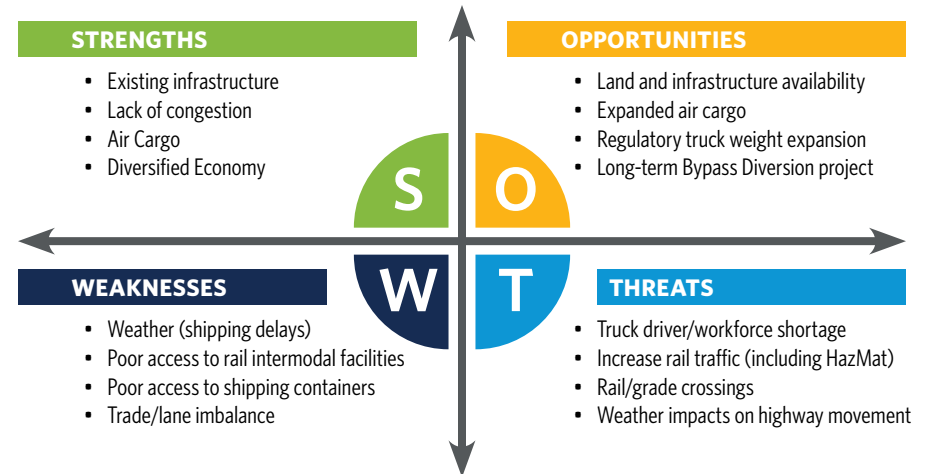 STRENGTHS
• Existing infrastructure
• Lack of congestion
• Air Cargo
• Diversified Economy
OPPORTUNITIES
• Land and infrastructure availability
• Expanded air cargo
• Regulatory truck weight expansion
• Long-term Bypass Diversion project
S
O
W
T
WEAKNESSES
• Weather (shipping delays)
• Poor access to rail intermodal facilities
• Poor access to shipping containers
• Trade/lane imbalance
THREATS
• Truck driver/workforce shortage
• Increase rail traffic (including HazMat)
• Rail/grade crossings
• Weather impacts on highway movement